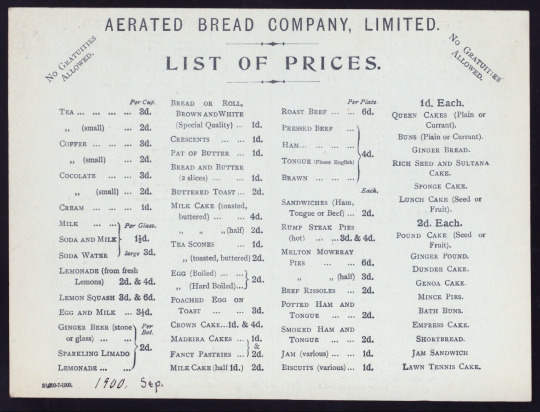 AERATED BREAD COMPANY, LIMITED.
No Gratuities Allowed.
No Gratuities Allowed.
LIST OF PRICES.
Per Cup.
Tea ... ... ... ... 3d.
„ (small) ... 2d.
Coffee ... ... 3d.
„ (small) ... 2d.
Cocolate ... ... 3d.
„ (small) ... 2d.
Cream ... ... ... 1d.
Milk ... ... Per Glass.
Soda and Milk 1½d.
Soda Water large 3d.
Lemonade (from fresh
Lemons) 2d. & 4d.
Lemon Squash 3d. & 6d.
Egg and Milk ... 3½d.
Ginger Beer (stone Per Bot.
or glass) ... ...
Sparkling Limado 2d.
Lemonade ... ...
Bread or Roll,
Brown and White
(Special Quality) ... 1d.
Crescents ... ... 1d.
Pat of Butter ... 1d.
Bread and Butter
(2 slices) ... ... 1d.
Buttered Toast ... 2d.
Milk Cake (toasted,
buttered) ... ... 4d.
„ „ „ (half) 2d.
Tea Scones ... 1d.
„ (toasted, buttered) 2d.
Egg (Boiled) ... ...
„ (Hard Boiled)... 2d.
Poached Egg on
Toast ... ... 3d.
Crown Cake...1d. & 4d.
Madeira Cakes ... 1d.
&
Fancy Pastries ... 2d.
Milk Cake (half 1d.) 2d.
Per Plate
Roast Beef ... 6d.
Pressed Beef ...
Ham... ... ...
Tongue (Finest English) 4d.
Brawn ... ...
Each.
Sandwiches (Ham,
Tongue or Beef) ... 2d.
Rump Steak Pies
(hot) ... ...3d. & 4d.
Melton Mowbray
Pies ... ... 6d.
„ „ (half) 3d.
Beef Rissoles ... 2d.
Potted Ham and
Tongue ... ... 2d.
Smoked Ham and
Tongue ... ... 2d.
Jam (various) ... ... 1d.
Biscuits (various) ... 1d.
1d. Each.
Queen Cakes (Plain or
Currant).
Buns (Plain or Currant).
Ginger Bread.
Rich Seed and Sultana
Cake.
Sponge Cake.
Lunch Cake (Seed or
Fruit).
2d. Each.
Pound Cake (Seed or
Fruit).
Ginger Pound.
Dunder Cake.
Genoa Cake.
Mince Pies.
Bath Buns.
Empress Cake.
Shortbread.
Jam Sandwich
Lawn Tennis Cake.
1900. Sep.